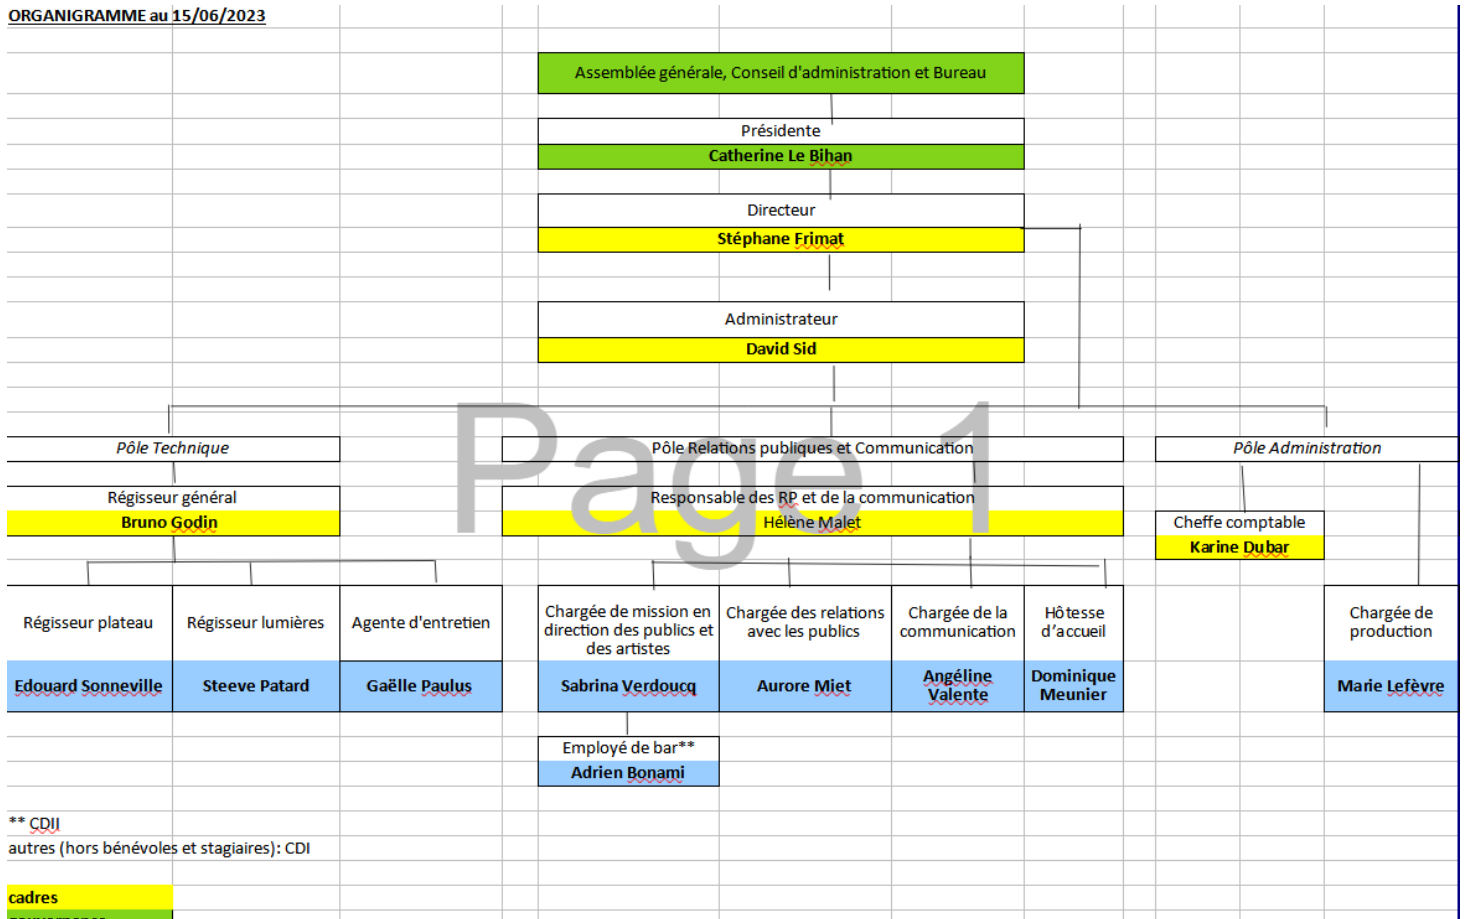 ORGANIGRAMME au 15/06/2023
Assemblée générale, Conseil d'administration et Bureau
Présidente
Catherine Le Bihan
Directeur
Stéphane Frimat
Administrateur
David Sid
Page 1
Pôle Technique
Pôle Relations publiques et Communication
Pôle Administration
Régisseur général
Bruno Godin
Responsable des RP et de la communication
Hélène Malet
Cheffe comptable
Karine Dubar
Régisseur plateau
Edouard Sonneville
Régisseur lumières
Steeve Patard
Agente d'entretien
Gaëlle Paulus
Chargée de mission en
direction des publics et
des artistes
Sabrina Verdoucq
Chargée des relations
avec les publics
Aurore Miet
Chargée de la
communication
Angéline
Valente
Hôtesse
d’accueil
Dominique
Meunier
Chargée de
production
Marie Lefèvre
Employé de bar**
Adrien Bonami
** CDII
autres (hors bénévoles et stagiaires): CDI
cadres